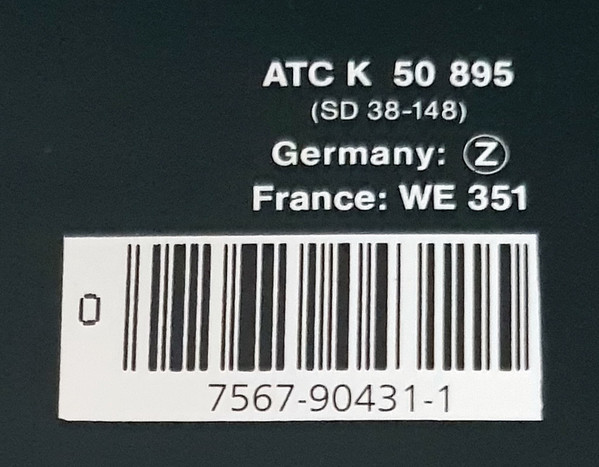 ATC K 50 895
(SD 38-148)
Germany: Ⓩ
France: WE 351
0
7567-90431-1